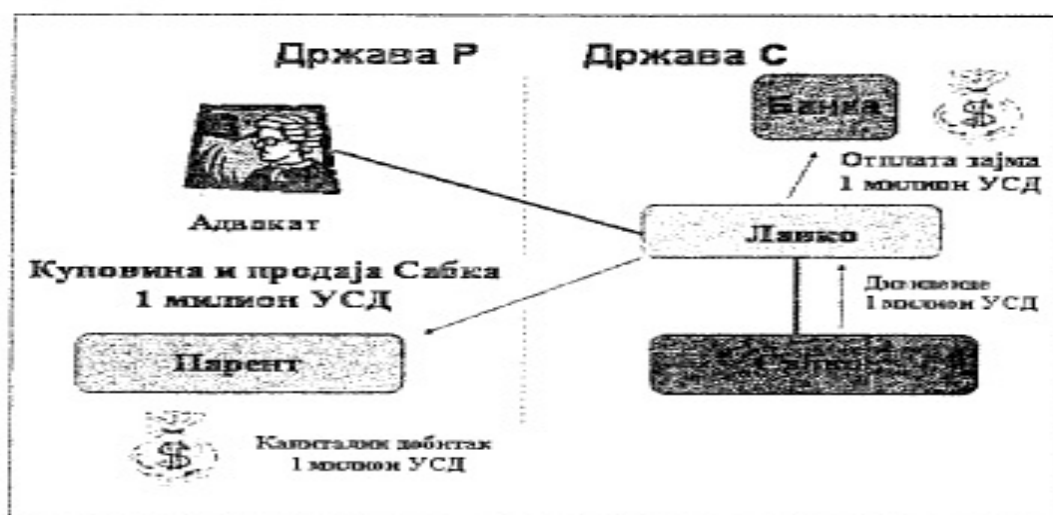 Држава Р
Држава С
Банка
Отплата зајма
1 милион УСД
Адвокат
Лавко
Куповина и продаја Сабка
1 милион УСД
Дивиденде
1 милион УСД
Парент
Капитални добитак
1 милион УСД